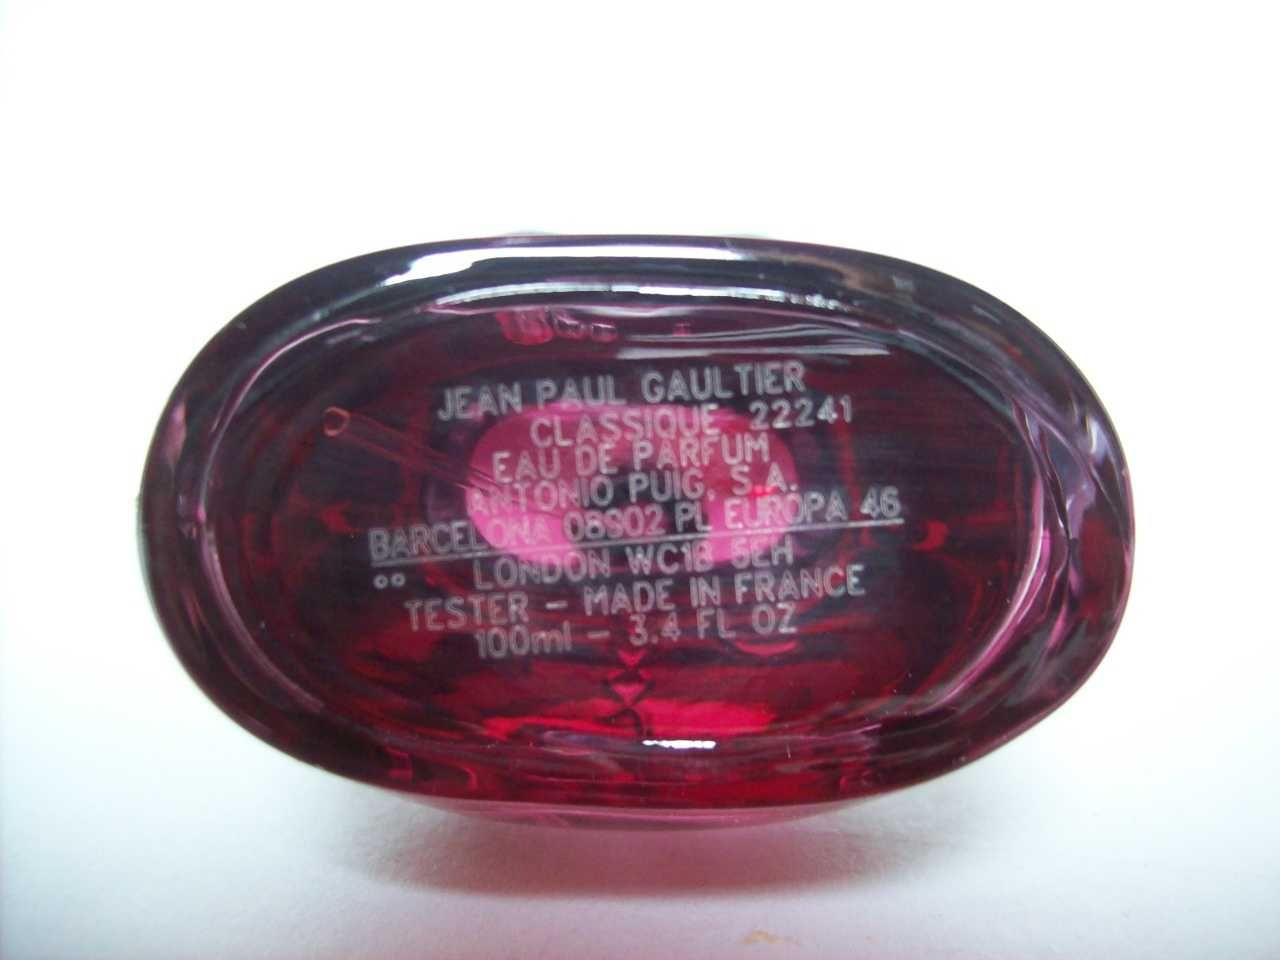 JEAN PAUL GAULTIER
CLASSIQUE 22241
EAU DE PARFUM
ANTONIO PUIG, S.A.
BARCELONA 08902 PL EUROPA 46
LONDON WC1B 5EH
TESTER - MADE IN FRANCE
100ml - 3.4 FL OZ